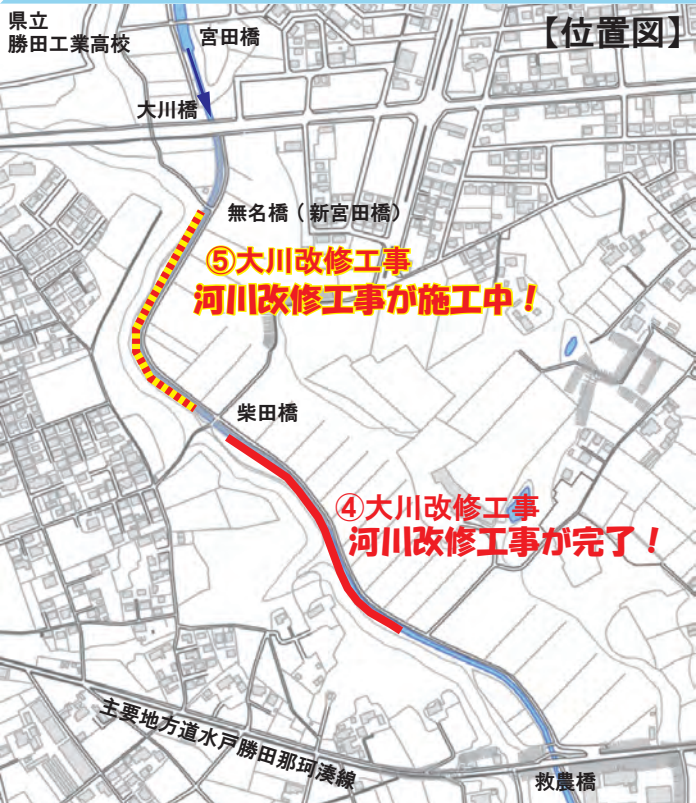 県立
勝田工業高校
宮田橋
【位置図】
大川橋
無名橋（新宮田橋）
⑤大川改修工事
河川改修工事が施工中！
柴田橋
④大川改修工事
河川改修工事が完了！
主要地方道水戸勝田那珂湊線
救農橋